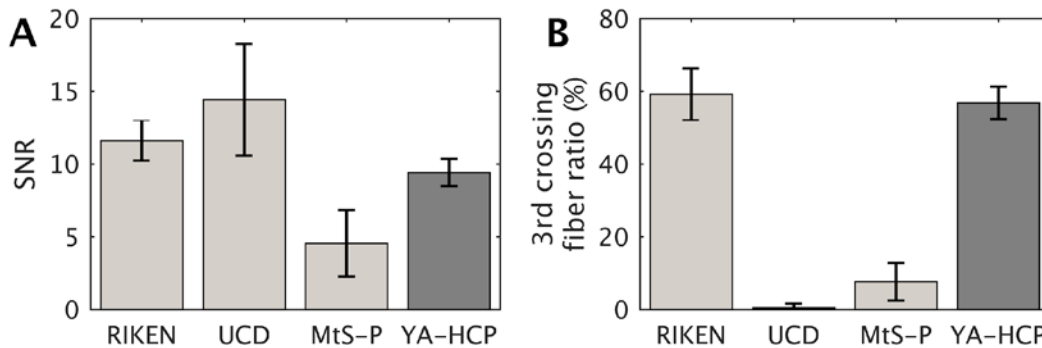 A
SNR
20
15
10
5
0
RIKEN UCD MtS-P YA-HCP
B
3rd crossing
fiber ratio (%)
80
60
40
20
0
RIKEN UCD MtS-P YA-HCP